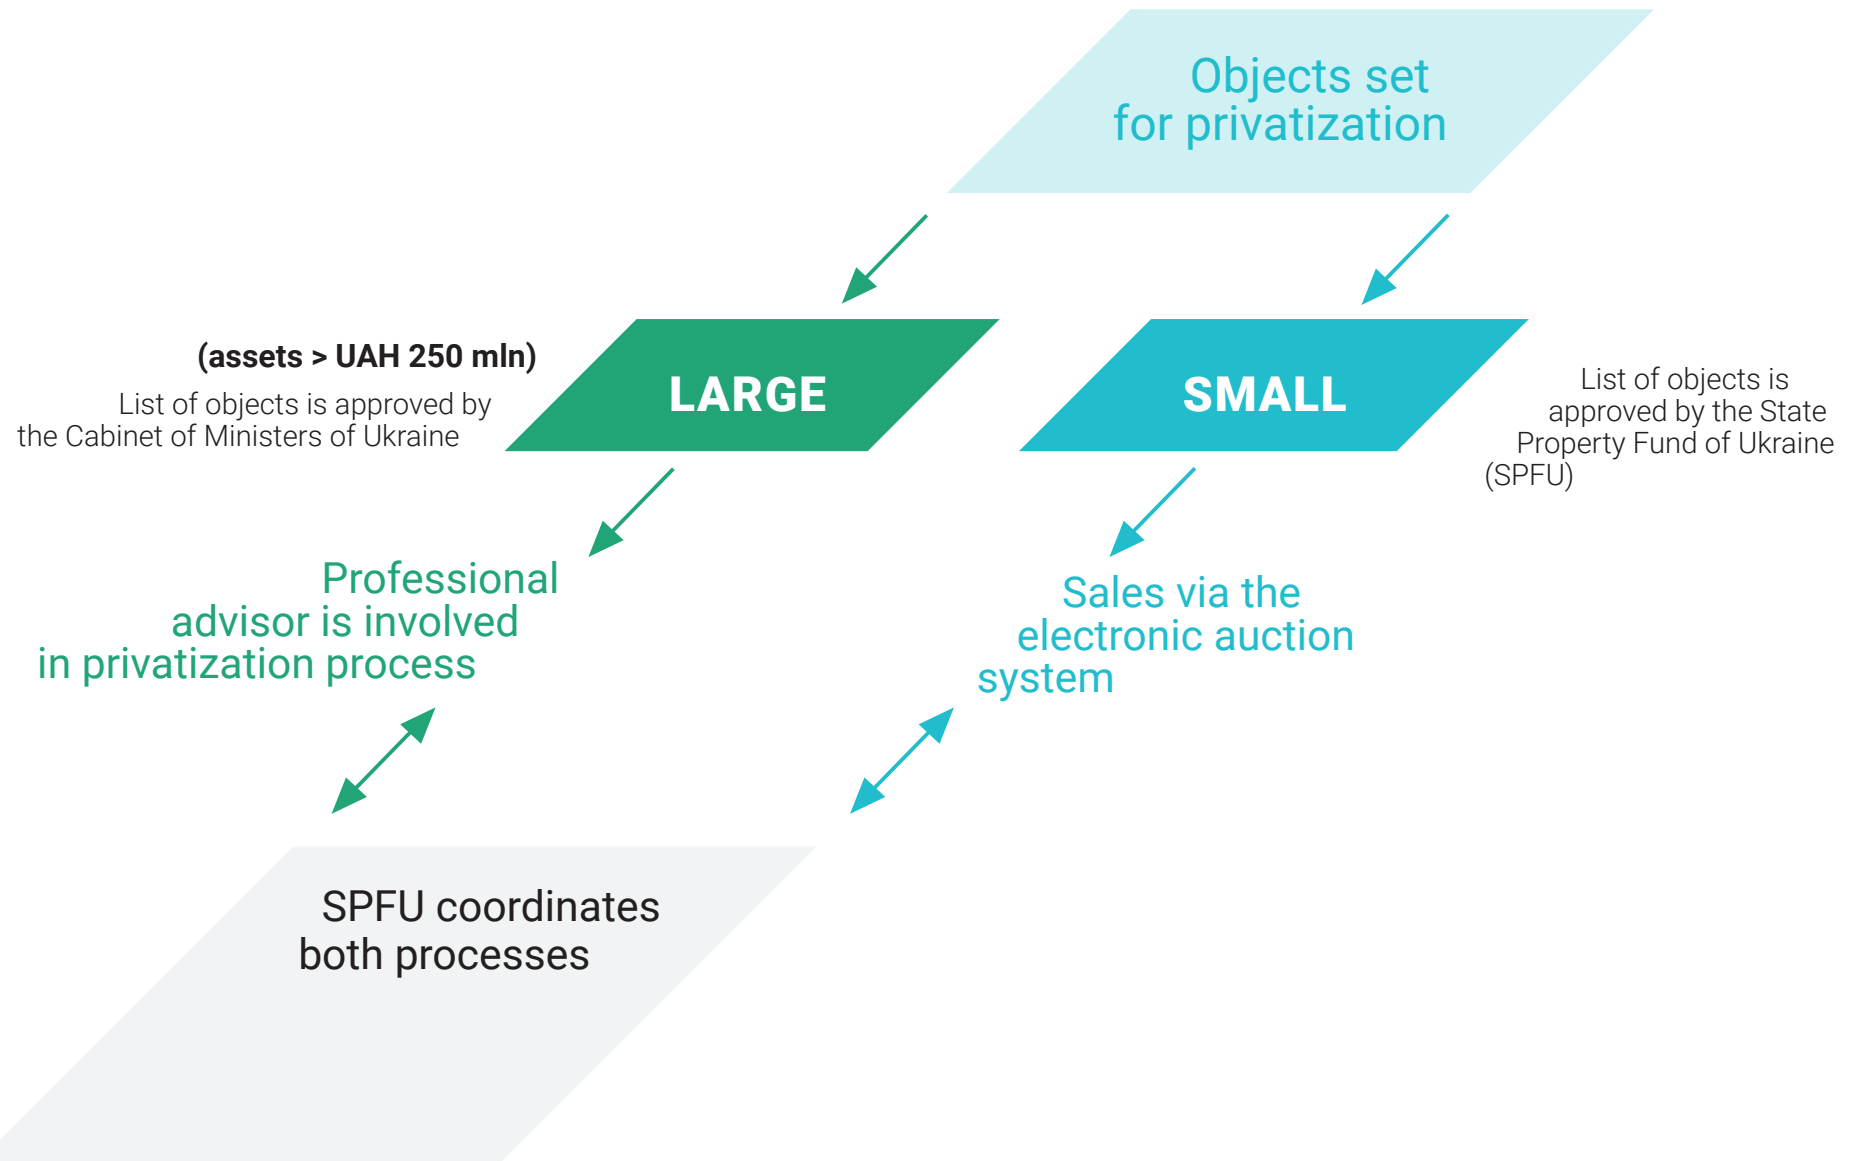 Objects set
for privatization
(assets > UAH 250 mln)
List of objects is approved by
the Cabinet of Ministers of Ukraine
LARGE
SMALL
List of objects is
approved by the State
Property Fund of Ukraine
(SPFU)
Professional
advisor is involved
in privatization process
Sales via the
electronic auction
system
SPFU coordinates
both processes